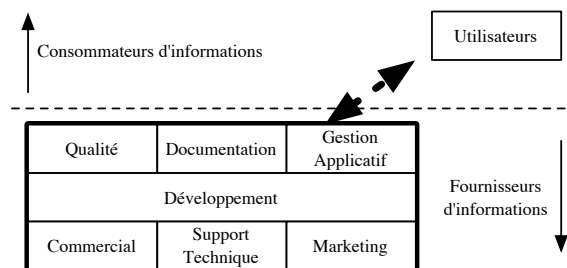 Utilisateurs
Consommateurs d'informations
Qualité
Documentation
Gestion
Applicatif
Développement
Fournisseurs
d'informations
Commercial
Support
Technique
Marketing